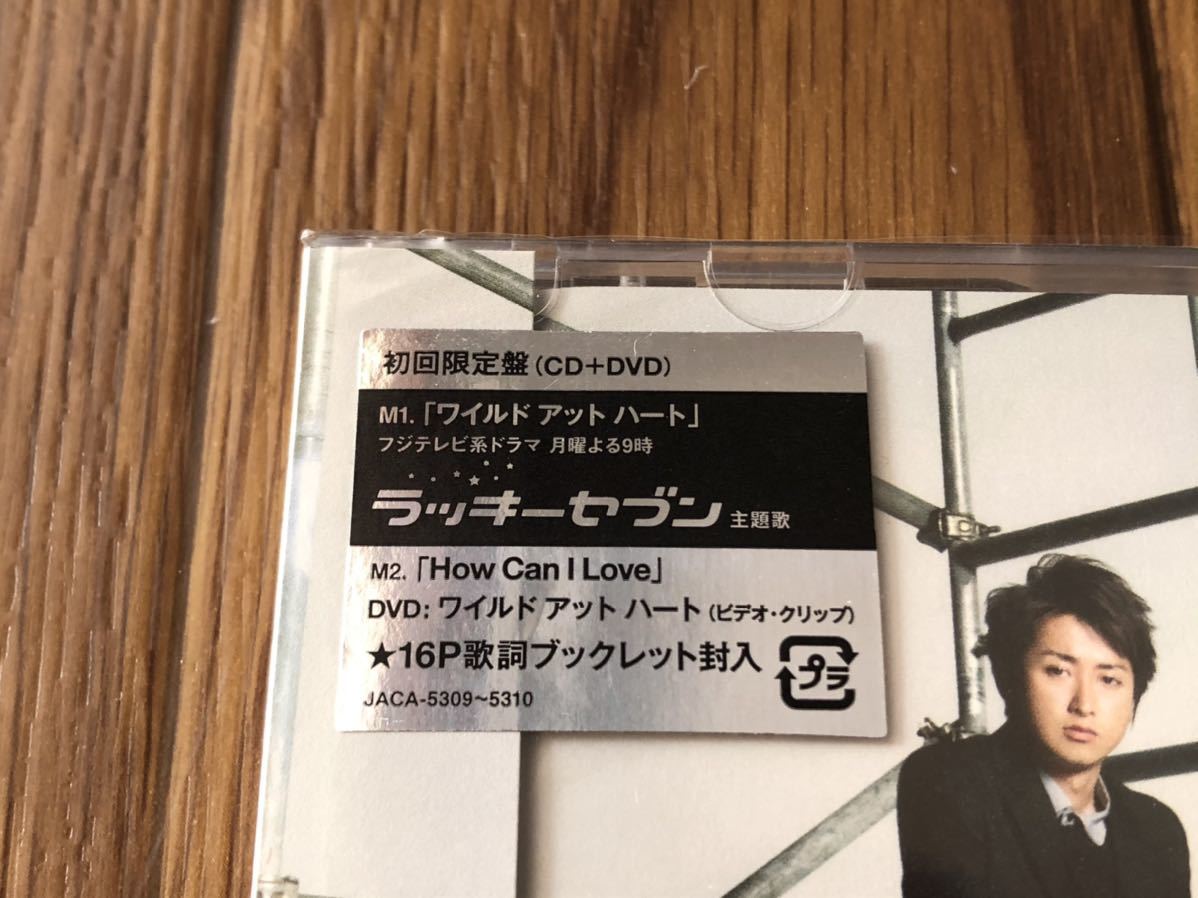 初回限定盤(CD+DVD)
M1.「ワイルド アット ハート」
フジテレビ系ドラマ 月曜よる9時
ラッキーセブン 主題歌
M2.「How Can I Love」
DVD: ワイルド アット ハート(ビデオ・クリップ)
★16P歌詞ブックレット封入
プラ
JACA-5309~5310